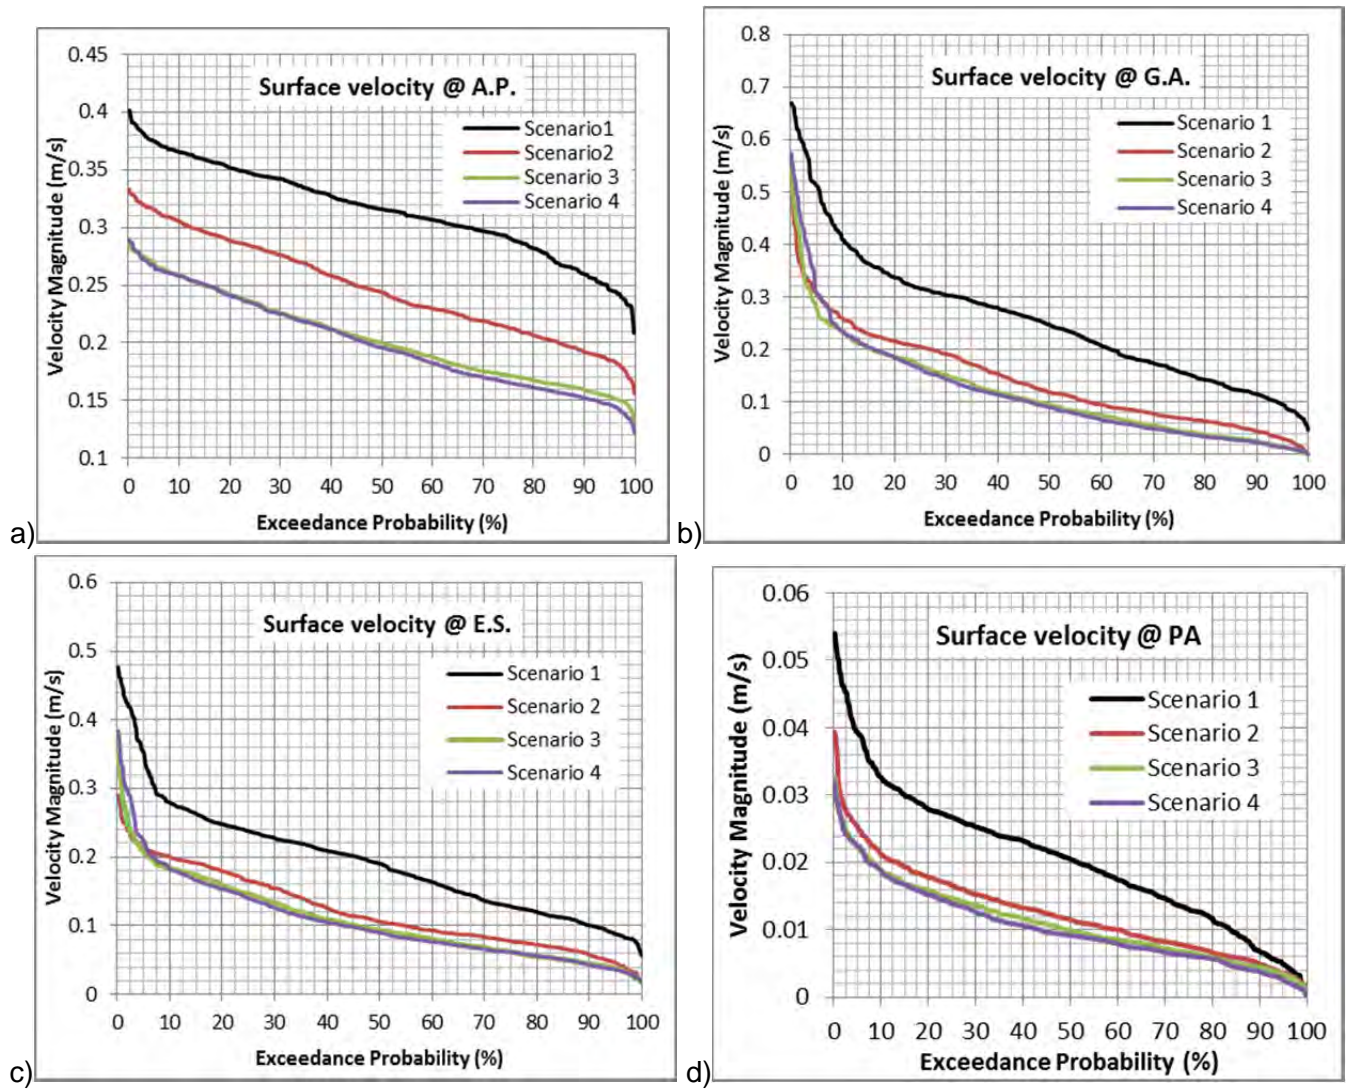 Surface velocity @ A.P.
Velocity Magnitude (m/s)
0.45
0.4
0.35
0.3
0.25
0.2
0.15
0.1
Scenario1
Scenario2
Scenario 3
Scenario 4
0 10 20 30 40 50 60 70 80 90 100
Exceedance Probability (%)
a)
Surface velocity @ G.A.
Velocity Magnitude (m/s)
0.8
0.7
0.6
0.5
0.4
0.3
0.2
0.1
0
Scenario 1
Scenario 2
Scenario 3
Scenario 4
0 10 20 30 40 50 60 70 80 90 100
Exceedance Probability (%)
b)
Surface velocity @ E.S.
Velocity Magnitude (m/s)
0.6
0.5
0.4
0.3
0.2
0.1
0
Scenario 1
Scenario 2
Scenario 3
Scenario 4
0 10 20 30 40 50 60 70 80 90 100
Exceedance Probability (%)
c)
Surface velocity @ PA
Velocity Magnitude (m/s)
0.06
0.05
0.04
0.03
0.02
0.01
0
Scenario 1
Scenario 2
Scenario 3
Scenario 4
0 10 20 30 40 50 60 70 80 90 100
Exceedance Probability (%)
d)